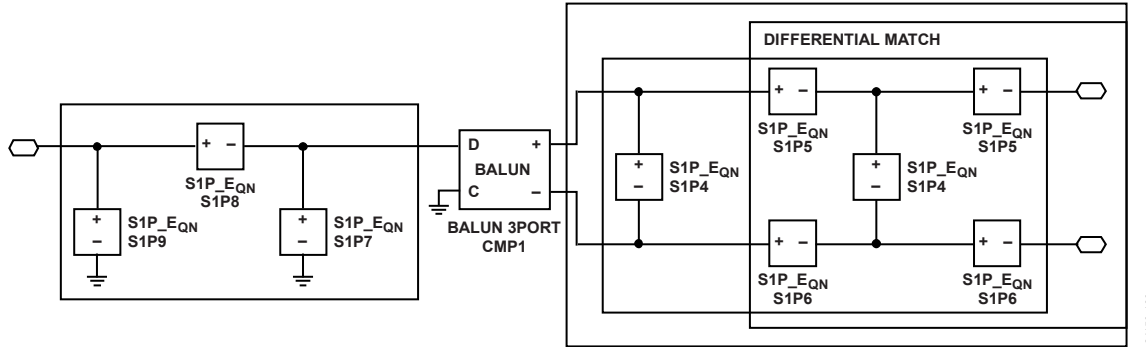 DIFFERENTIAL MATCH
+ −
S1P_EQN
S1P8
+
−
S1P_EQN
S1P9
+
−
S1P_EQN
S1P7
D +
BALUN
C −
BALUN 3PORT
CMP1
+
−
S1P_EQN
S1P4
+ −
S1P_EQN
S1P5
+ −
S1P_EQN
S1P5
+
−
S1P_EQN
S1P4
+ −
S1P_EQN
S1P6
+ −
S1P_EQN
S1P6